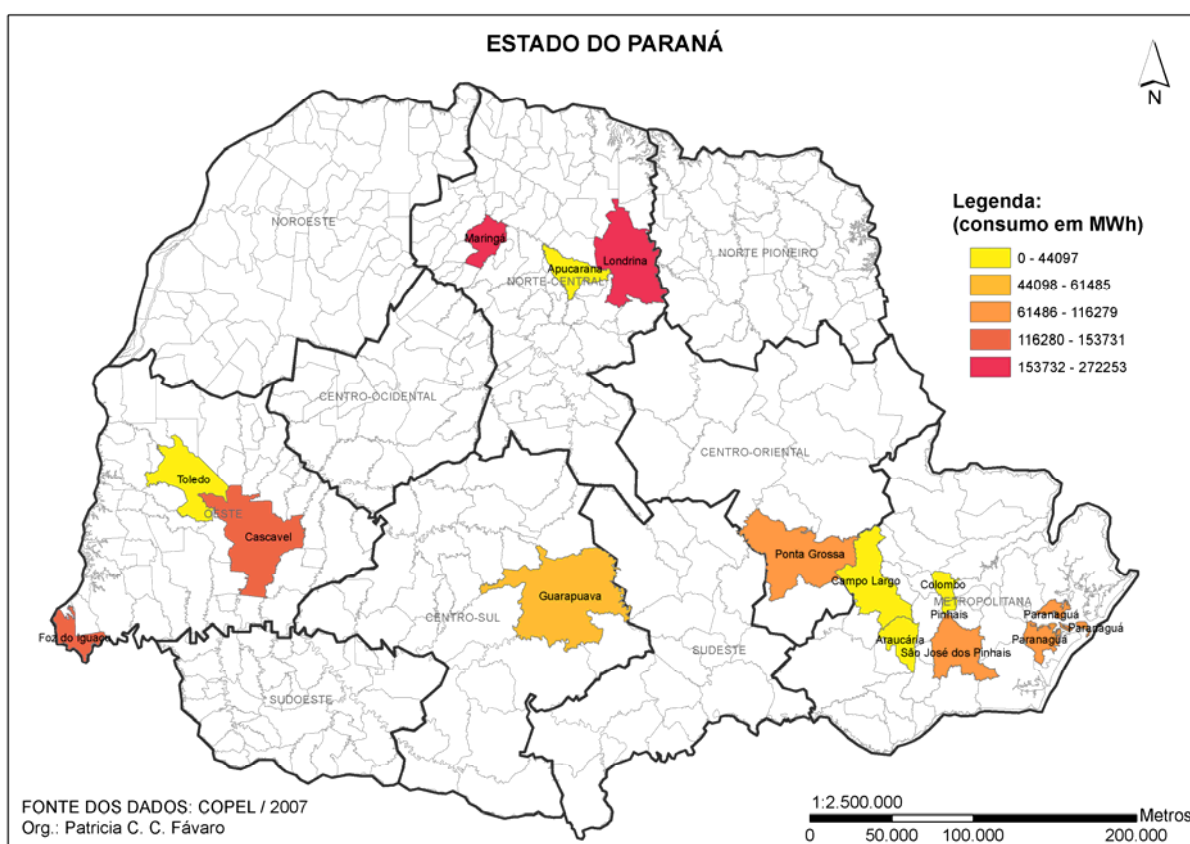 ESTADO DO PARANÁ
N
NOROESTE
Maringá
Apucarana
Londrina
NORTE-CENTRAL
NORTE PIONEIRO
Legenda:
(consumo em MWh)
0 - 44097
44098 - 61485
61486 - 116279
116280 - 153731
153732 - 272253
CENTRO-OCIDENTAL
CENTRO-ORIENTAL
Toledo
OESTE
Cascavel
Ponta Grossa
Guarapuava
CENTRO-SUL
Campo Largo
Colombo
METROPOLITANA
Pinhais
Paranaguá
Paranaguá
Paranaguá
Foz do Iguaçu
Araucária
São José dos Pinhais
SUDESTE
SUDOESTE
FONTE DOS DADOS: COPEL / 2007
Org.: Patricia C. C. Fávaro
1:2.500.000
Metros
0 50.000 100.000 200.000